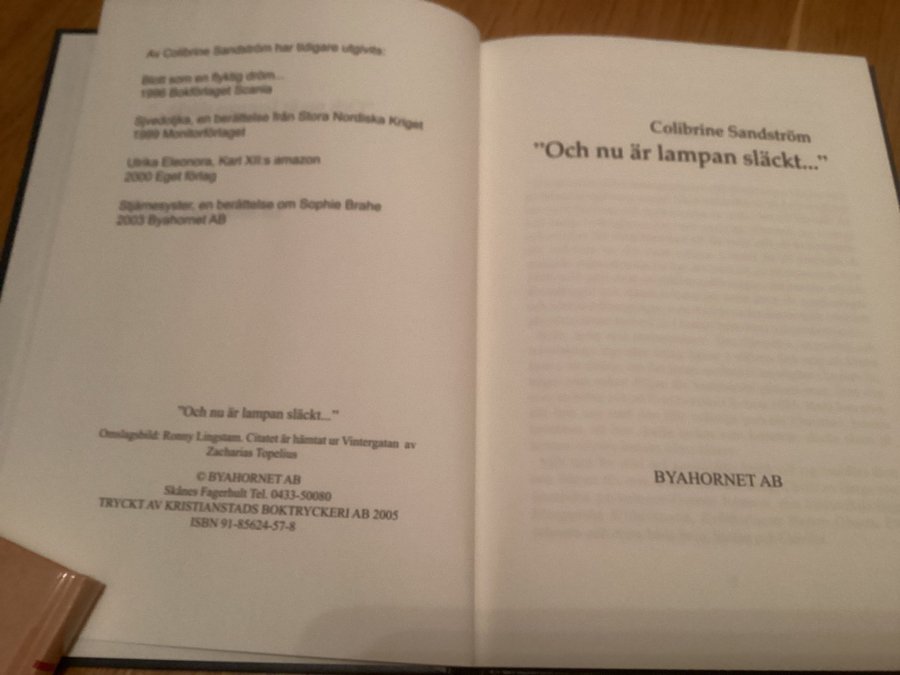 Av Colibrine Sandström har tidigare utgivits:
Blott som en flyktig dröm...
1996 Bokförlaget Scania
Sjvedotjka, en berättelse från Stora Nordiska Kriget
1999 Monitorförlaget
Ulrika Eleonora, Karl XII:s amazon
2000 Eget förlag
Stjärnesyster, en berättelse om Sophie Brahe
2003 Byahornet AB
"Och nu är lampan släckt..."
Omslagsbild: Ronny Lingstam. Citatet är hämtat ur Vintergatan av
Zacharias Topelius
© BYAHORNET AB
Skånes Fagerhult Tel. 0433-50080
TRYCKT AV KRISTIANSTADS BOKTRYCKERI AB 2005
ISBN 91-85624-57-8
Colibrine Sandström
"Och nu är lampan släckt..."
BYAHORNET AB